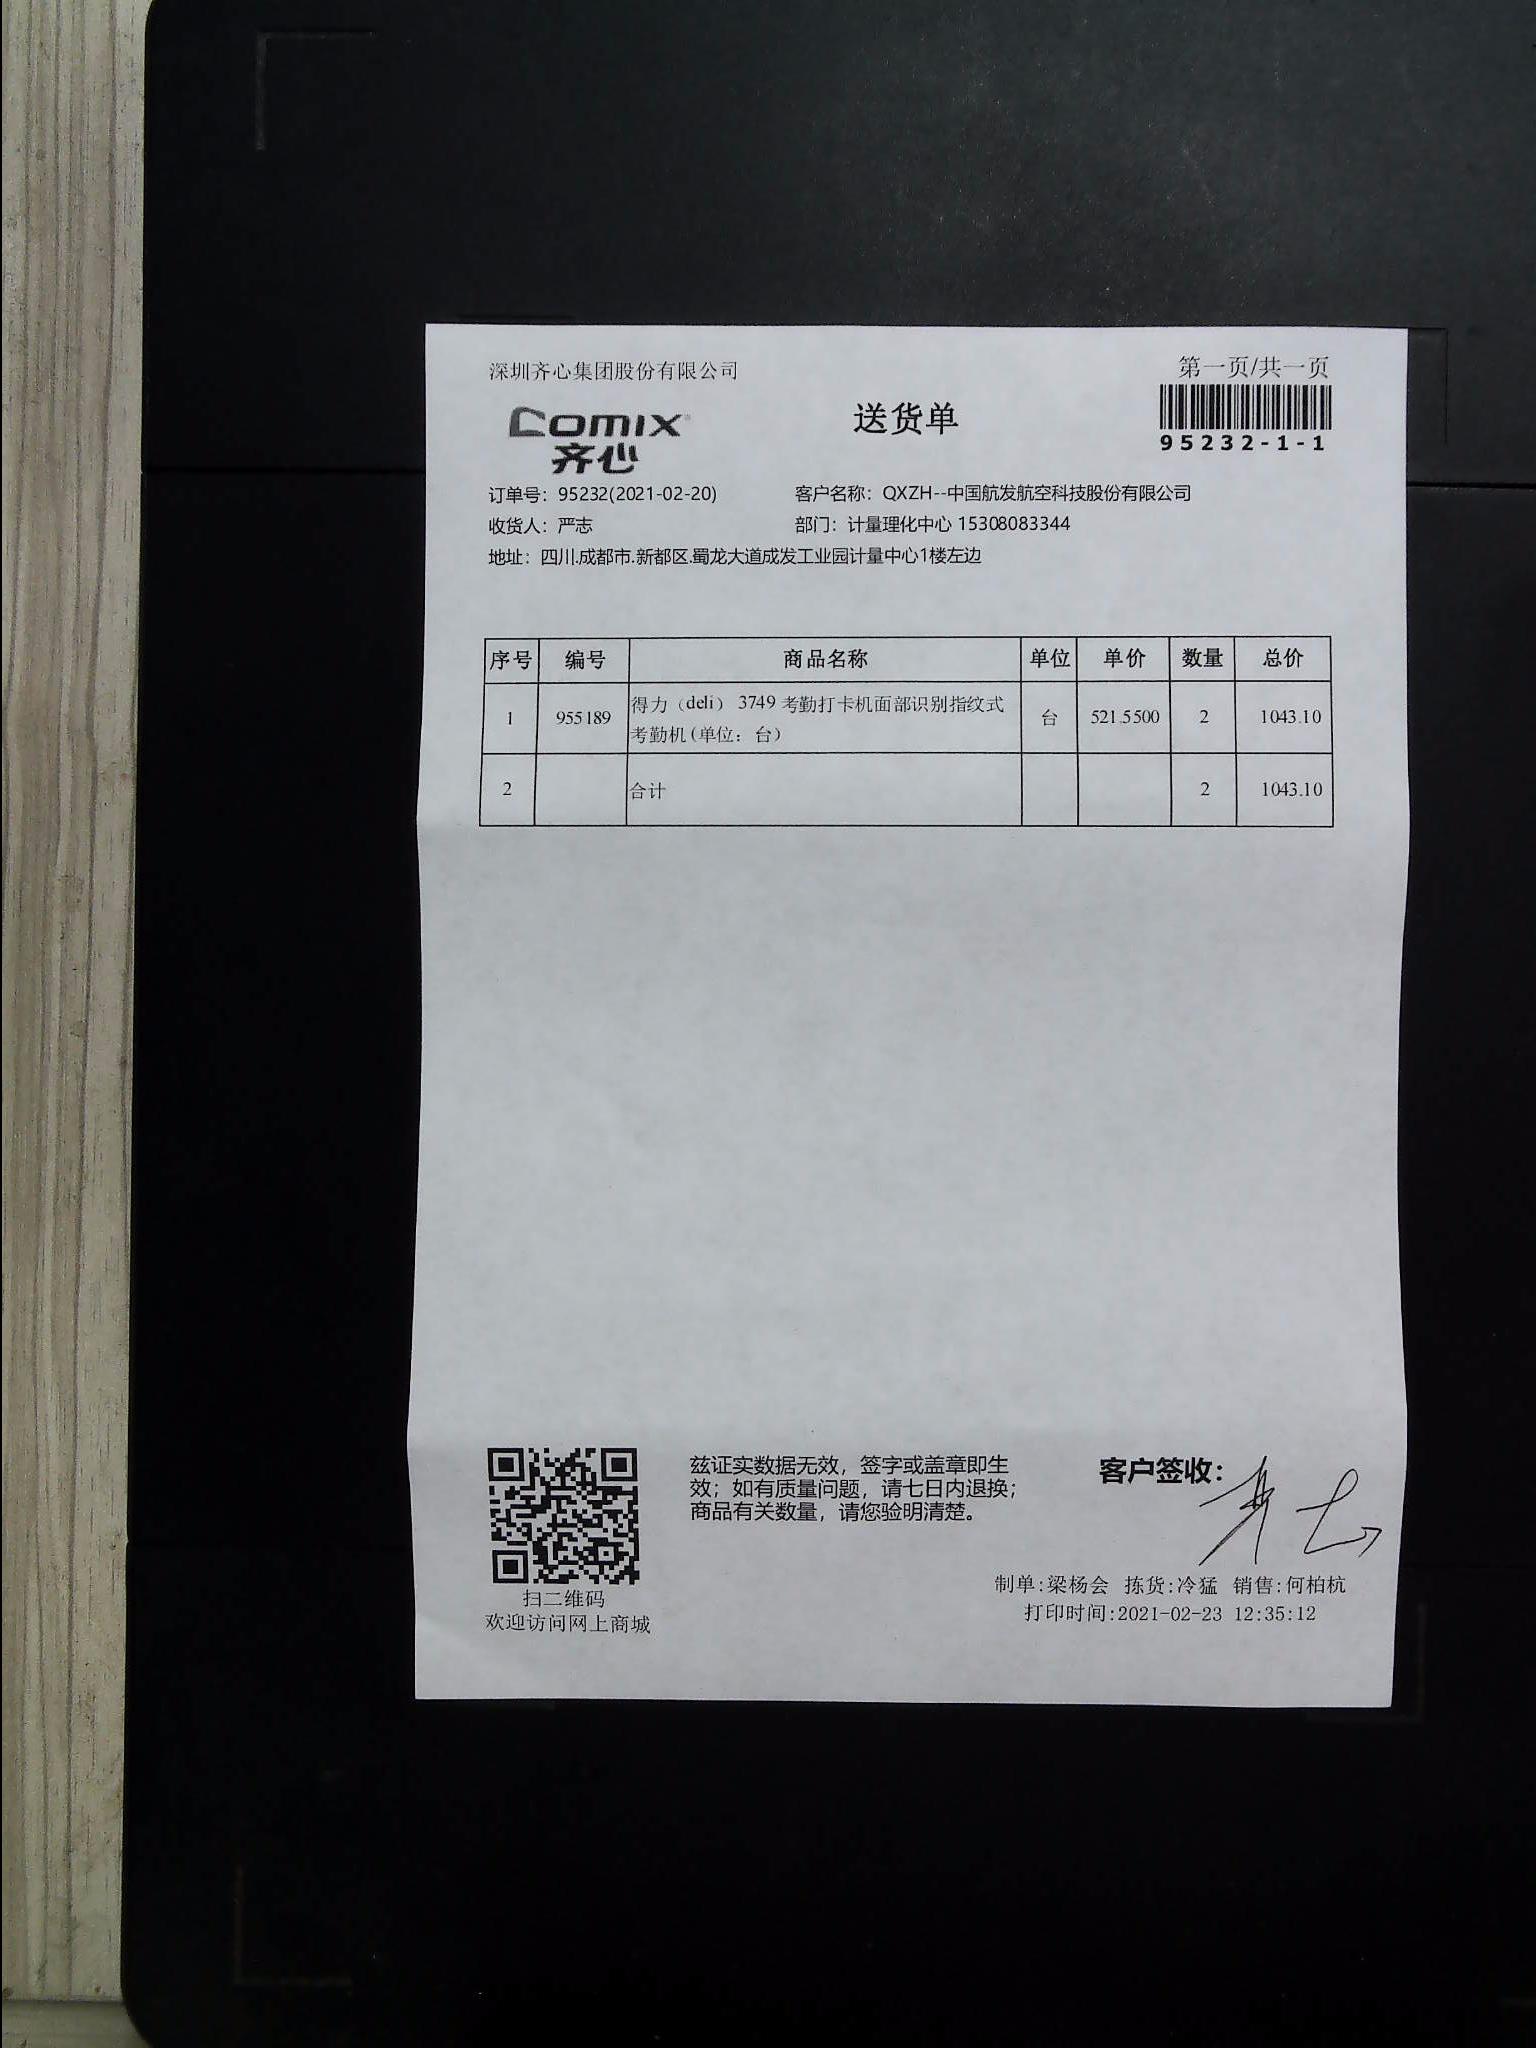 深圳齐心集团股份有限公司
第一页/共一页
comix
齐心
送货单
95232-1-1
订单号：95232(2021-02-20)
客户名称：QXZH--中国航发航空科技股份有限公司
收货人：严志
部门：计量理化中心 15308083344
地址：四川.成都市.新都区.蜀龙大道成发工业园计量中心1楼左边
序号 编号 商品名称 单位 单价 数量 总价
1 955189 得力（deli） 3749 考勤打卡机面部识别指纹式 台 521.5500 2 1043.10
考勤机(单位：台)
2 合计 2 1043.10
兹证实数据无效，签字或盖章即生
效；如有质量问题，请七日内退换；
商品有关数量，请您验明清楚。
客户签收：
扫二维码
欢迎访问网上商城
制单:梁杨会 拣货:冷猛 销售:何柏杭
打印时间:2021-02-23 12:35:12